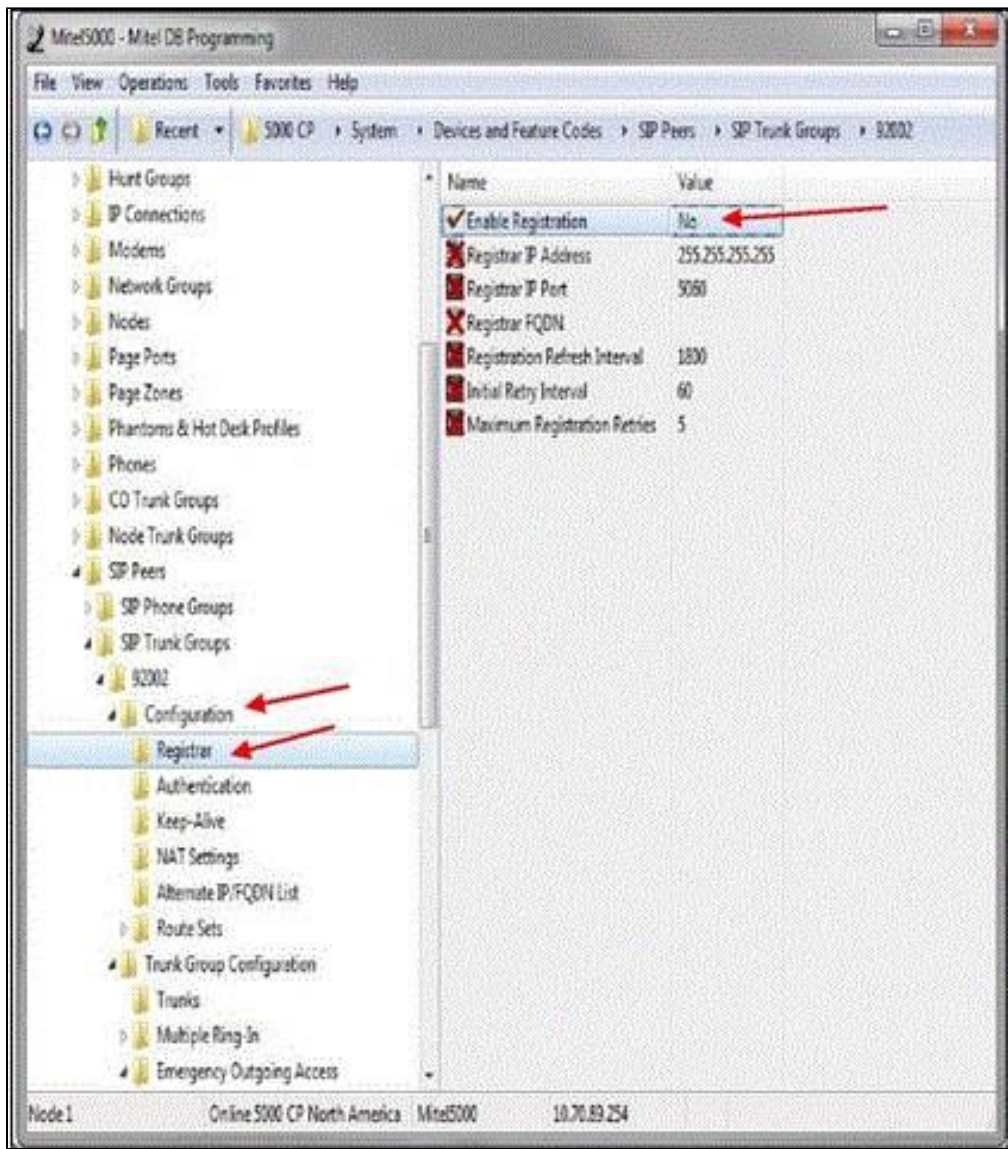 Mitel5000 - Mitel DB Programming
File View Operations Tools Favorites Help
Recent 5000 CP System Devices and Feature Codes SIP Peers SIP Trunk Groups 92002
Hunt Groups
IP Connections
Modems
Network Groups
Nodes
Page Ports
Page Zones
Phantoms & Hot Desk Profiles
Phones
CO Trunk Groups
Node Trunk Groups
SIP Peers
SIP Phone Groups
SIP Trunk Groups
92002
Configuration
Registrar
Authentication
Keep-Alive
NAT Settings
Alternate IP/FQDN List
Route Sets
Trunk Group Configuration
Trunks
Multiple Ring-In
Emergency Outgoing Access
Name Value
Enable Registration No
Registrar IP Address 255.255.255.255
Registrar IP Port 5060
Registrar FQDN
Registration Refresh Interval 1800
Initial Retry Interval 60
Maximum Registration Retries 5
Node 1 Online 5000 CP North America Mitel5000 10.70.89.254